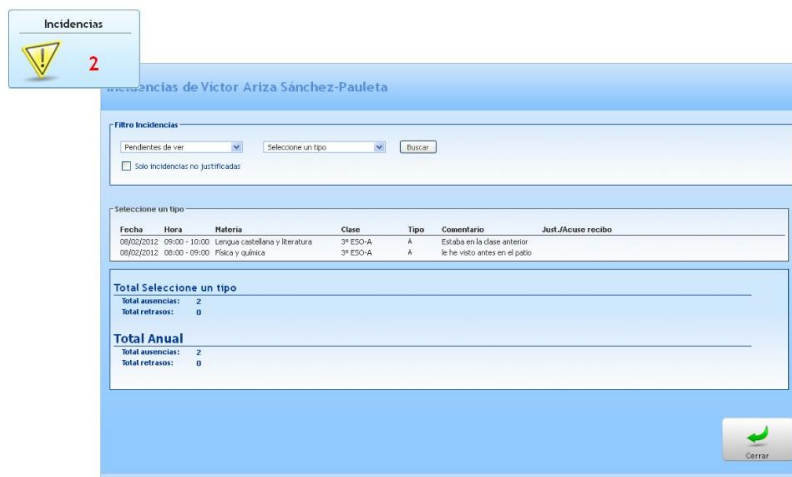 Incidencias
2
Incidencias de Víctor Ariza Sánchez-Pauleta
Filtro Incidencias
Pendientes de ver Seleccione un tipo Buscar
Solo incidencias no justificadas
Seleccione un tipo
Fecha Hora Materia Clase Tipo Comentario Just./Acuse recibo
08/02/2012 09:00 - 10:00 Lengua castellana y literatura 3º ESO-A A Estaba en la clase anterior
08/02/2012 08:00 - 09:00 Física y química 3º ESO-A A le he visto antes en el patio
Total Seleccione un tipo
Total ausencias: 2
Total retrasos: 0
Total Anual
Total ausencias: 2
Total retrasos: 0
Cerrar